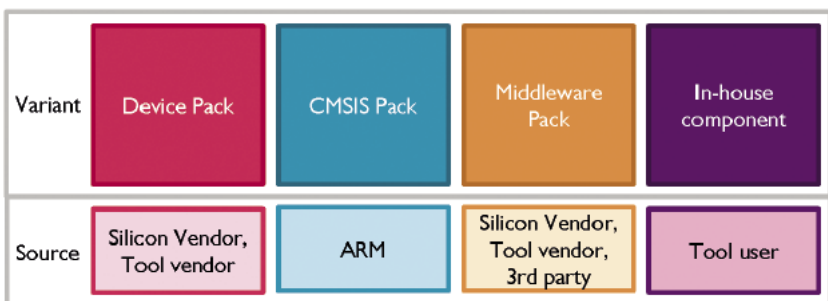 Variant
Device Pack
CMSIS Pack
Middleware
Pack
In-house
component
Source
Silicon Vendor,
Tool vendor
ARM
Silicon Vendor,
Tool vendor,
3rd party
Tool user